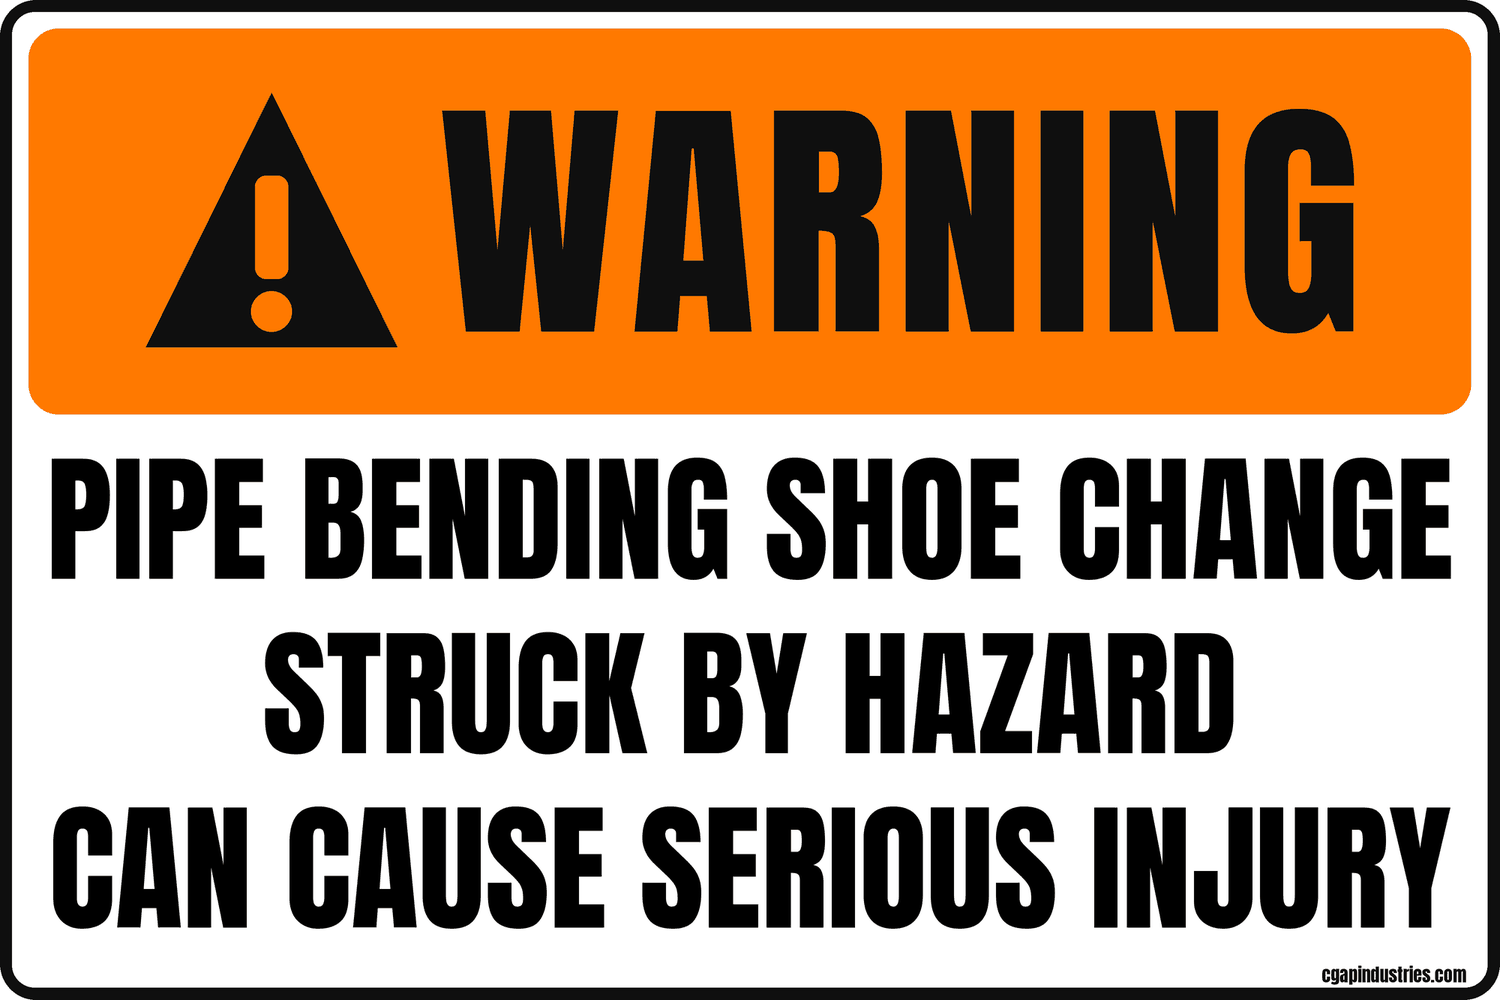 WARNING
PIPE BENDING SHOE CHANGE
STRUCK BY HAZARD
CAN CAUSE SERIOUS INJURY
cgapindustries.com